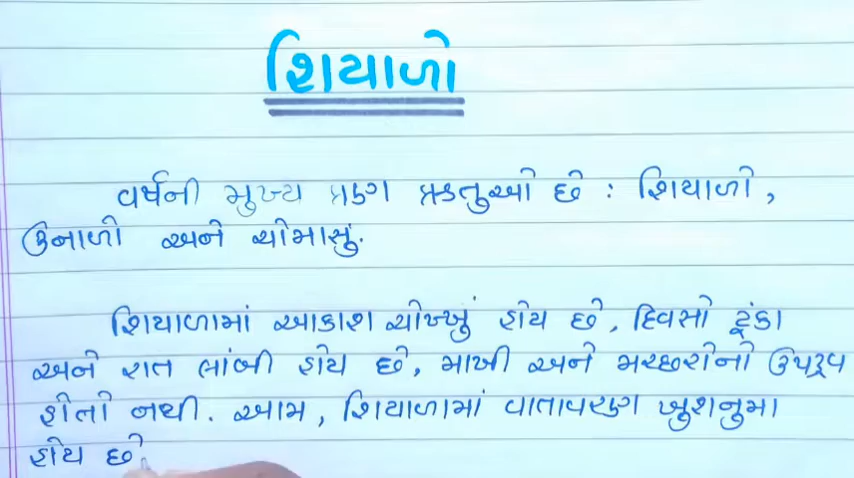 શિયાળો
વર્ષની મુખ્ય ત્રણ ઋતુઓ છે : શિયાળો,
ઉનાળો અને ચોમાસું.
શિયાળામાં આકાશ ચોખ્ખું હોય છે, દિવસો ટૂંકા
અને રાત લાંબી હોય છે, માખી અને મચ્છરોનો ઉપદ્રવ
હોતો નથી. આમ, શિયાળામાં વાતાવરણ ખુશનુમા
હોય છે